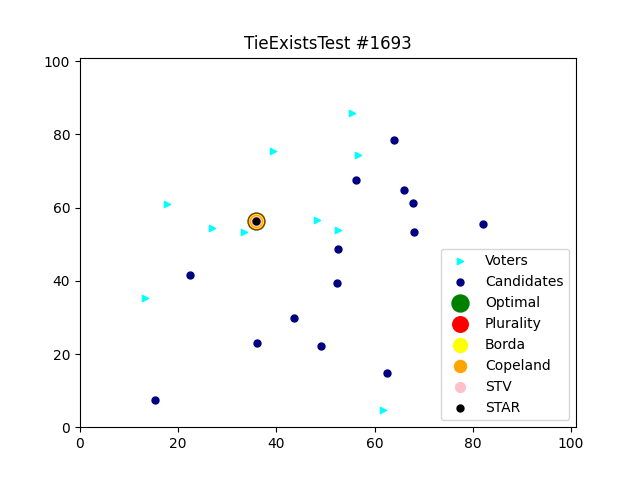 TieExistsTest #1693
100
80
60
40
20
0
0 20 40 60 80 100
Voters
Candidates
Optimal
Plurality
Borda
Copeland
STV
STAR